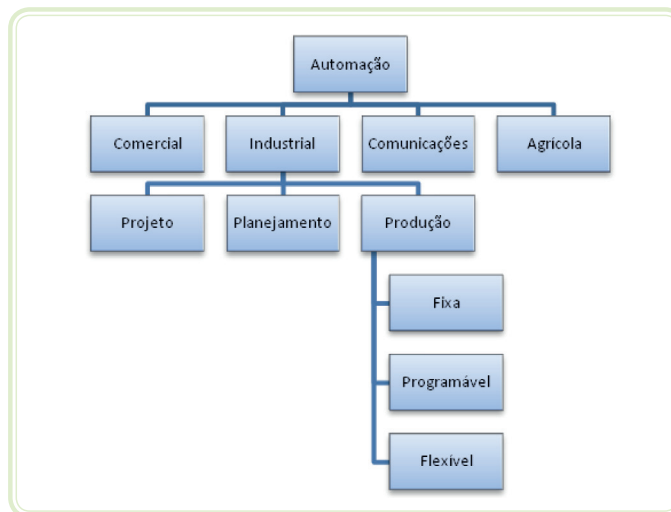 Automação
Comercial
Industrial
Comunicações
Agrícola
Projeto
Planejamento
Produção
Fixa
Programável
Flexível